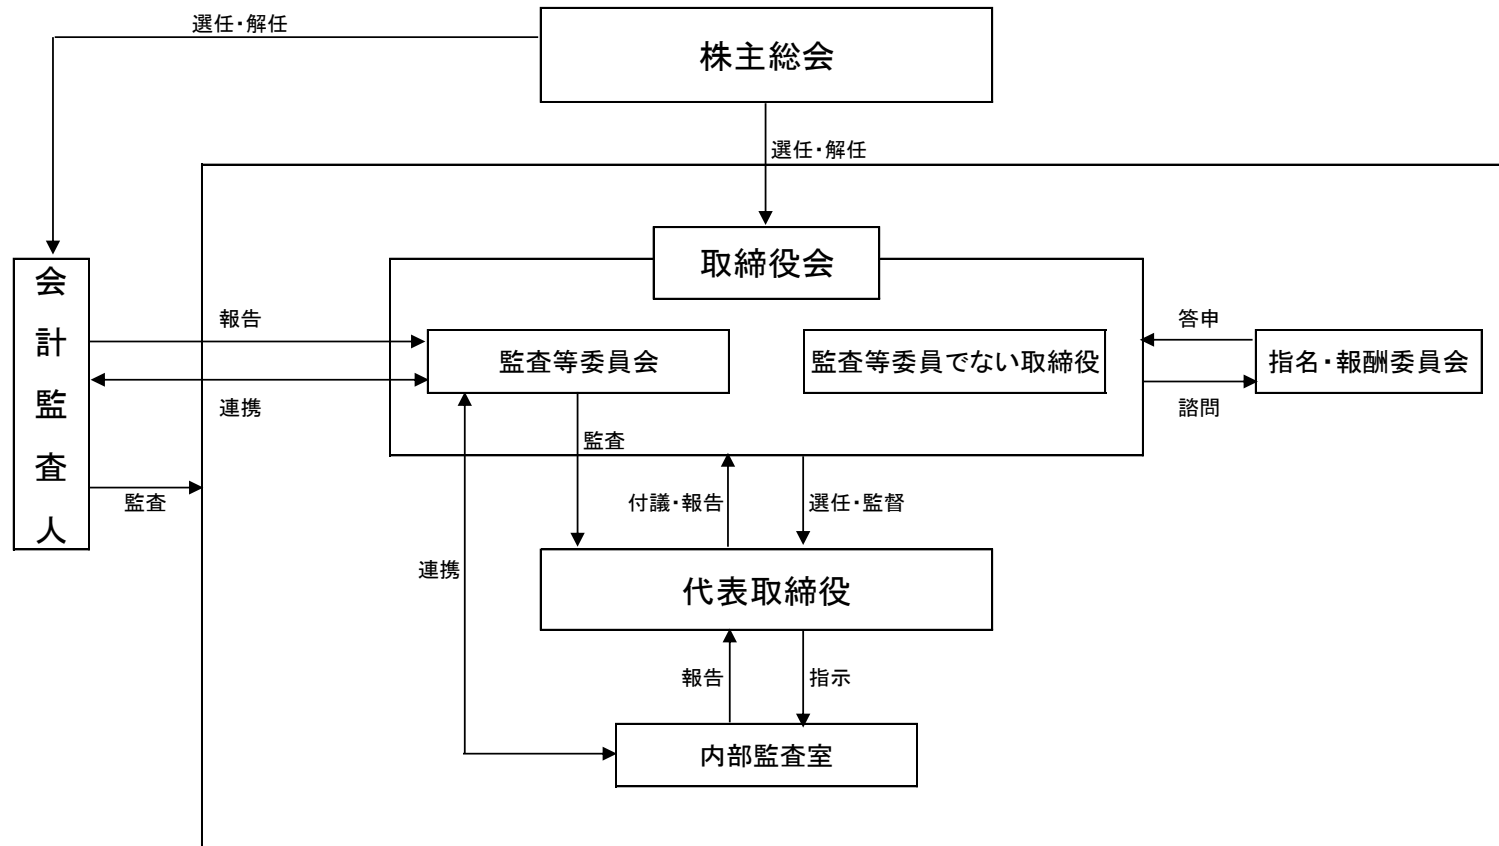 選任・解任
株主総会
選任・解任
取締役会
会計監査人
報告
監査等委員会
監査等委員でない取締役
答申
指名・報酬委員会
連携
諮問
監査
監査
付議・報告
選任・監督
連携
代表取締役
報告
指示
内部監査室